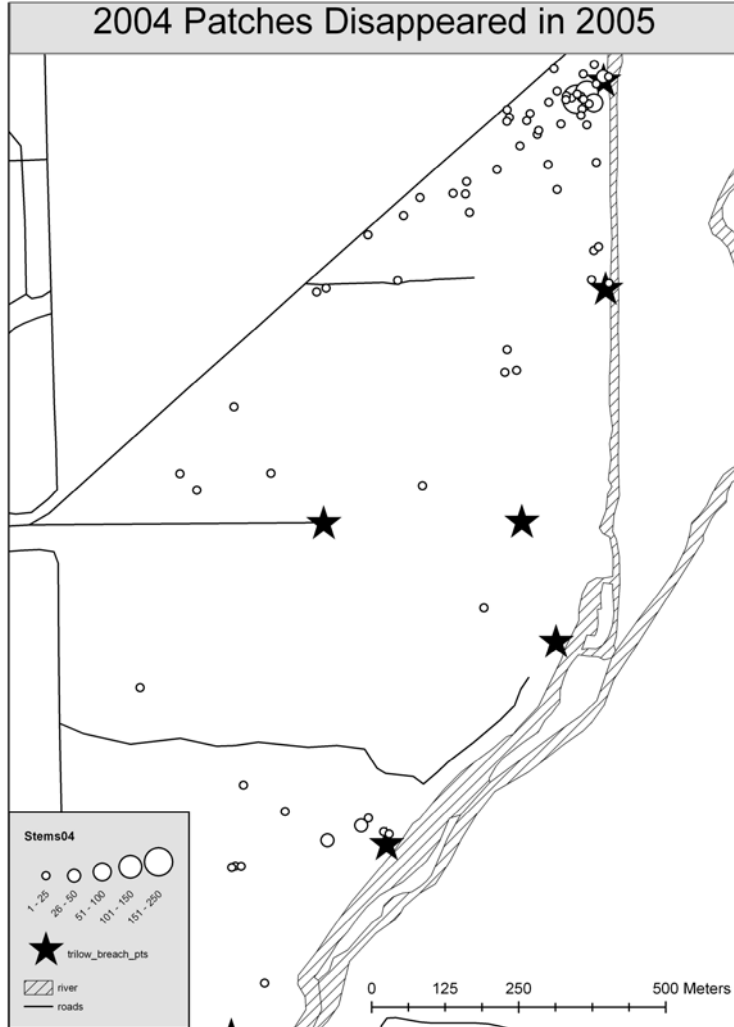 2004 Patches Disappeared in 2005
Stems04
1 - 25
26 - 50
51 - 100
101 - 150
151 - 250
trilow_breach_pts
river
roads
0 125 250 500 Meters